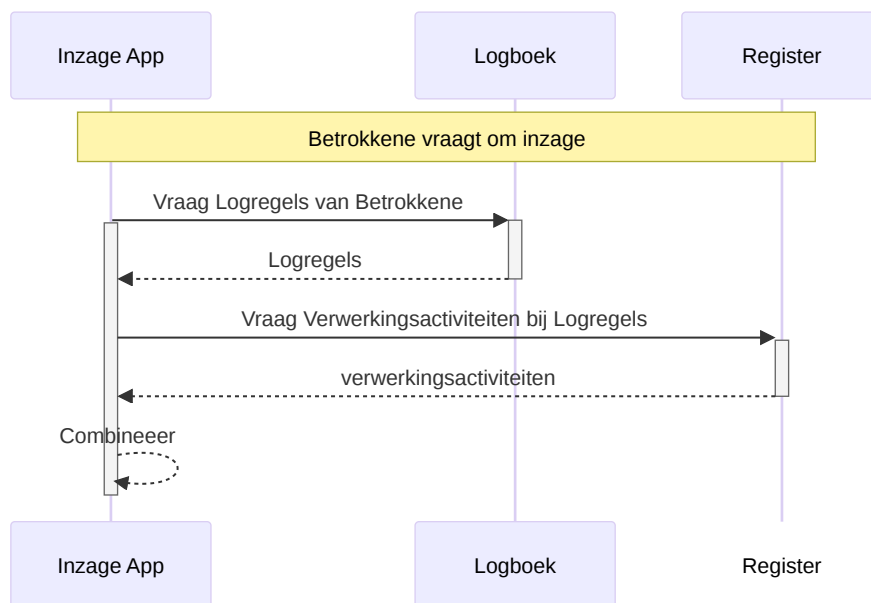 Inzage App
Logboek
Register
Betrokkene vraagt om inzage
Vraag Logregels van Betrokkene
Logregels
Vraag Verwerkingsactiviteiten bij Logregels
verwerkingsactiviteiten
Combineeer
Inzage App
Logboek
Register